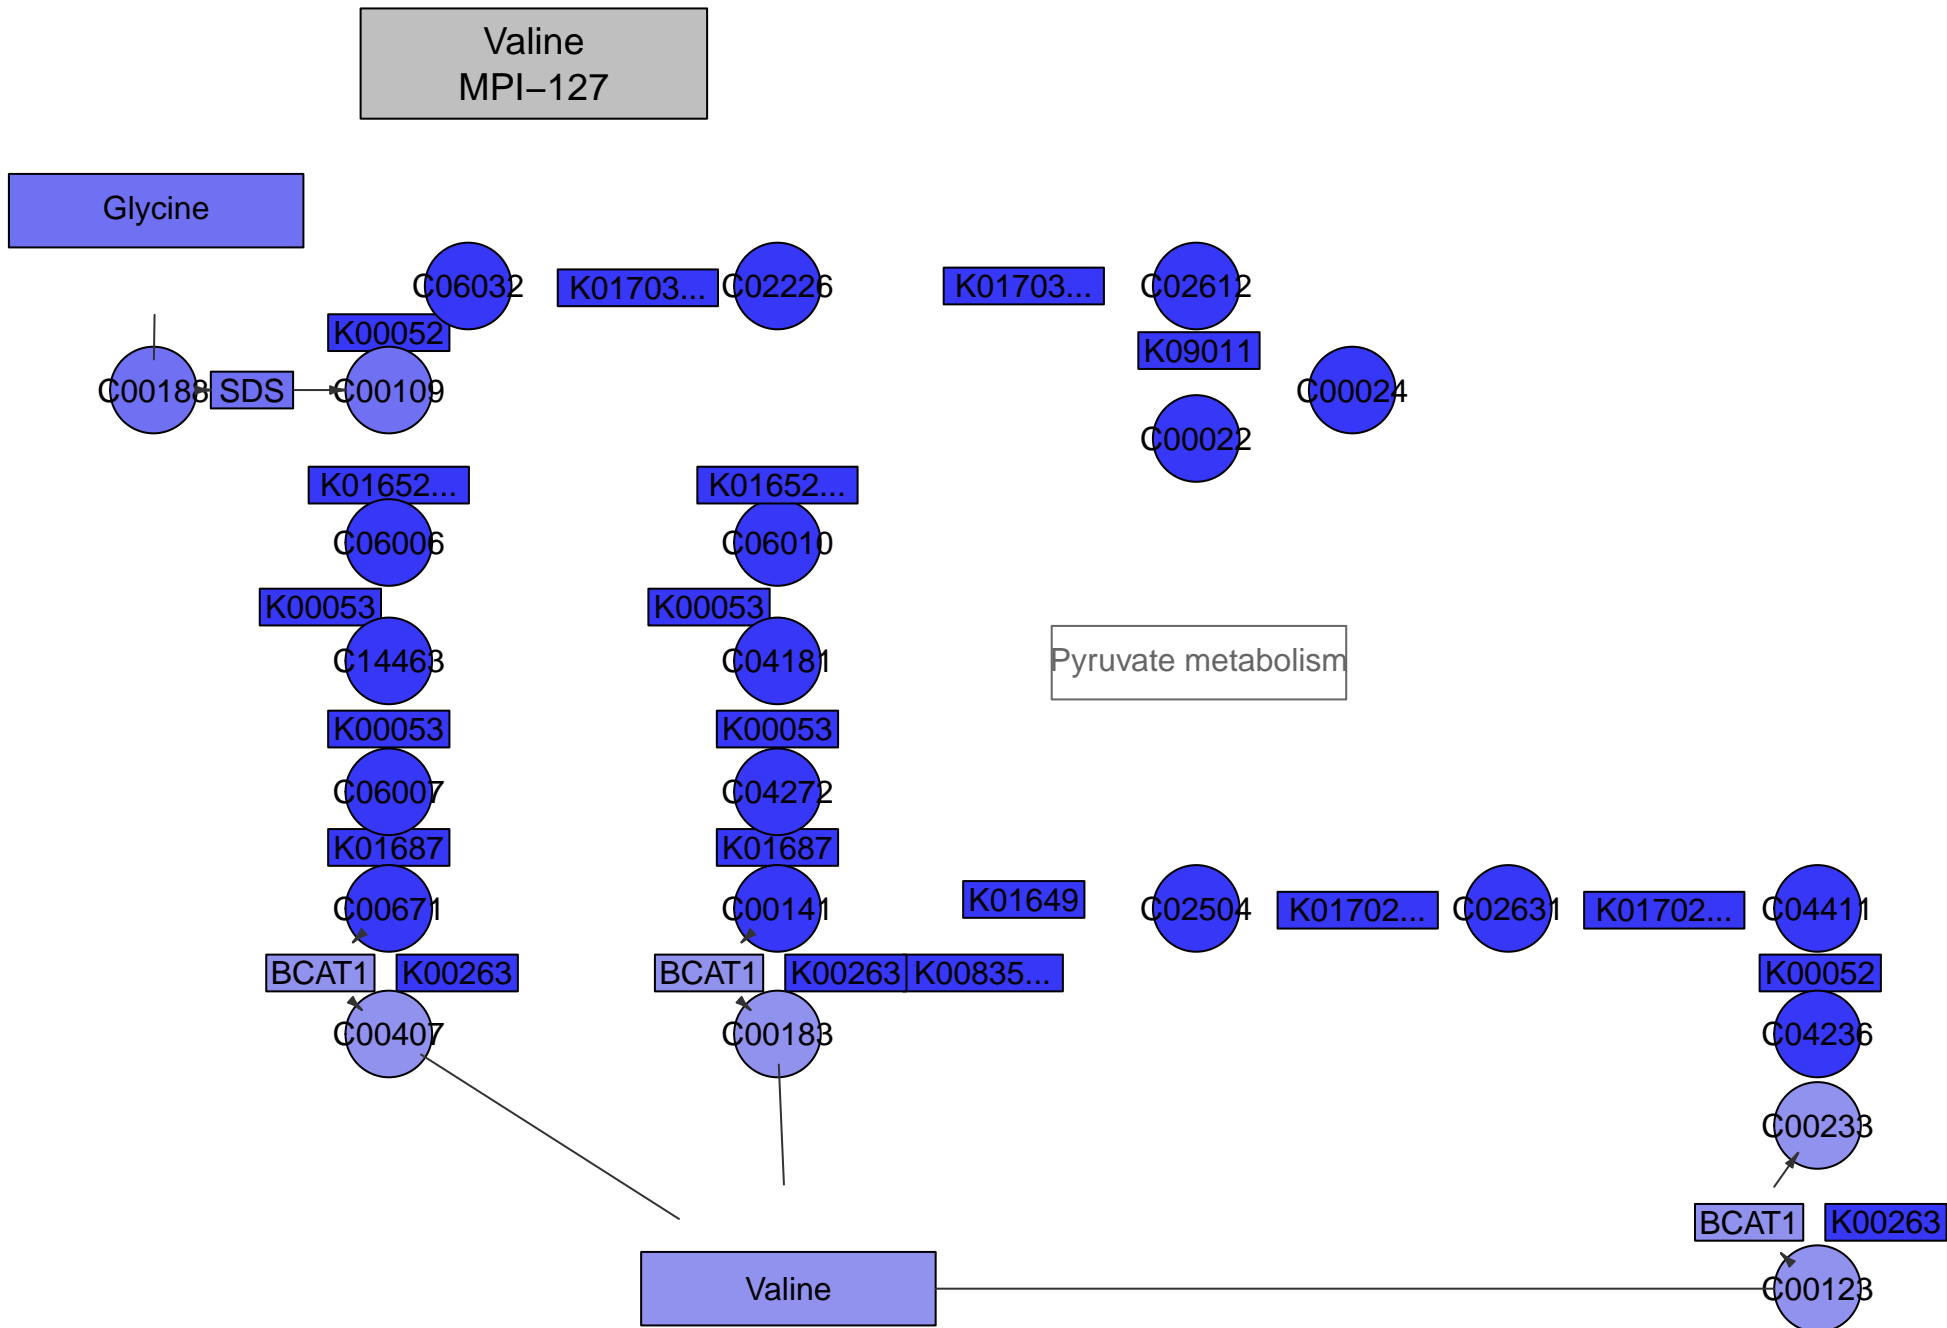 Valine
MPI−127
Glycine
C06032
K01703...
C02226
K01703...
C02612
K00052
K09011
C00188
SDS
C00109
C00024
C00022
K01652...
K01652...
C06006
C06010
K00053
K00053
C14463
C04181
Pyruvate metabolism
K00053
K00053
C06007
C04272
K01687
K01687
C00671
C00141
K01649
C02504
K01702...
C02631
K01702...
C04411
BCAT1
K00263
BCAT1
K00263
K00835...
K00052
C00407
C00183
C04236
C00233
BCAT1
K00263
Valine
C00123